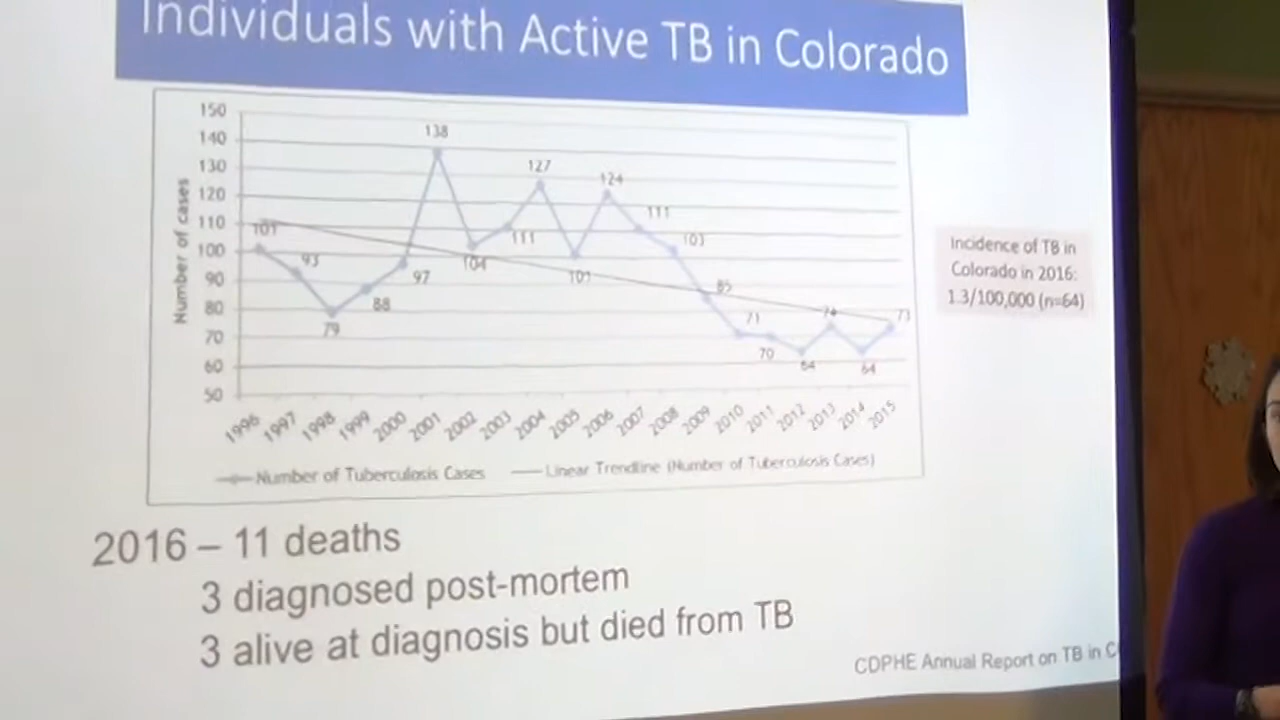 Individuals with Active TB in Colorado
150
140
130
120
110
100
90
80
70
60
50
Number of cases
101
93
79
88
97
138
104
111
127
101
124
111
103
85
71
70
64
74
64
73
1996 1997 1998 1999 2000 2001 2002 2003 2004 2005 2006 2007 2008 2009 2010 2011 2012 2013 2014 2015
Number of Tuberculosis Cases Linear Trendline (Number of Tuberculosis Cases)
Incidence of TB in
Colorado in 2016:
1.3/100,000 (n=64)
2016 – 11 deaths
3 diagnosed post-mortem
3 alive at diagnosis but died from TB
CDPHE Annual Report on TB in C